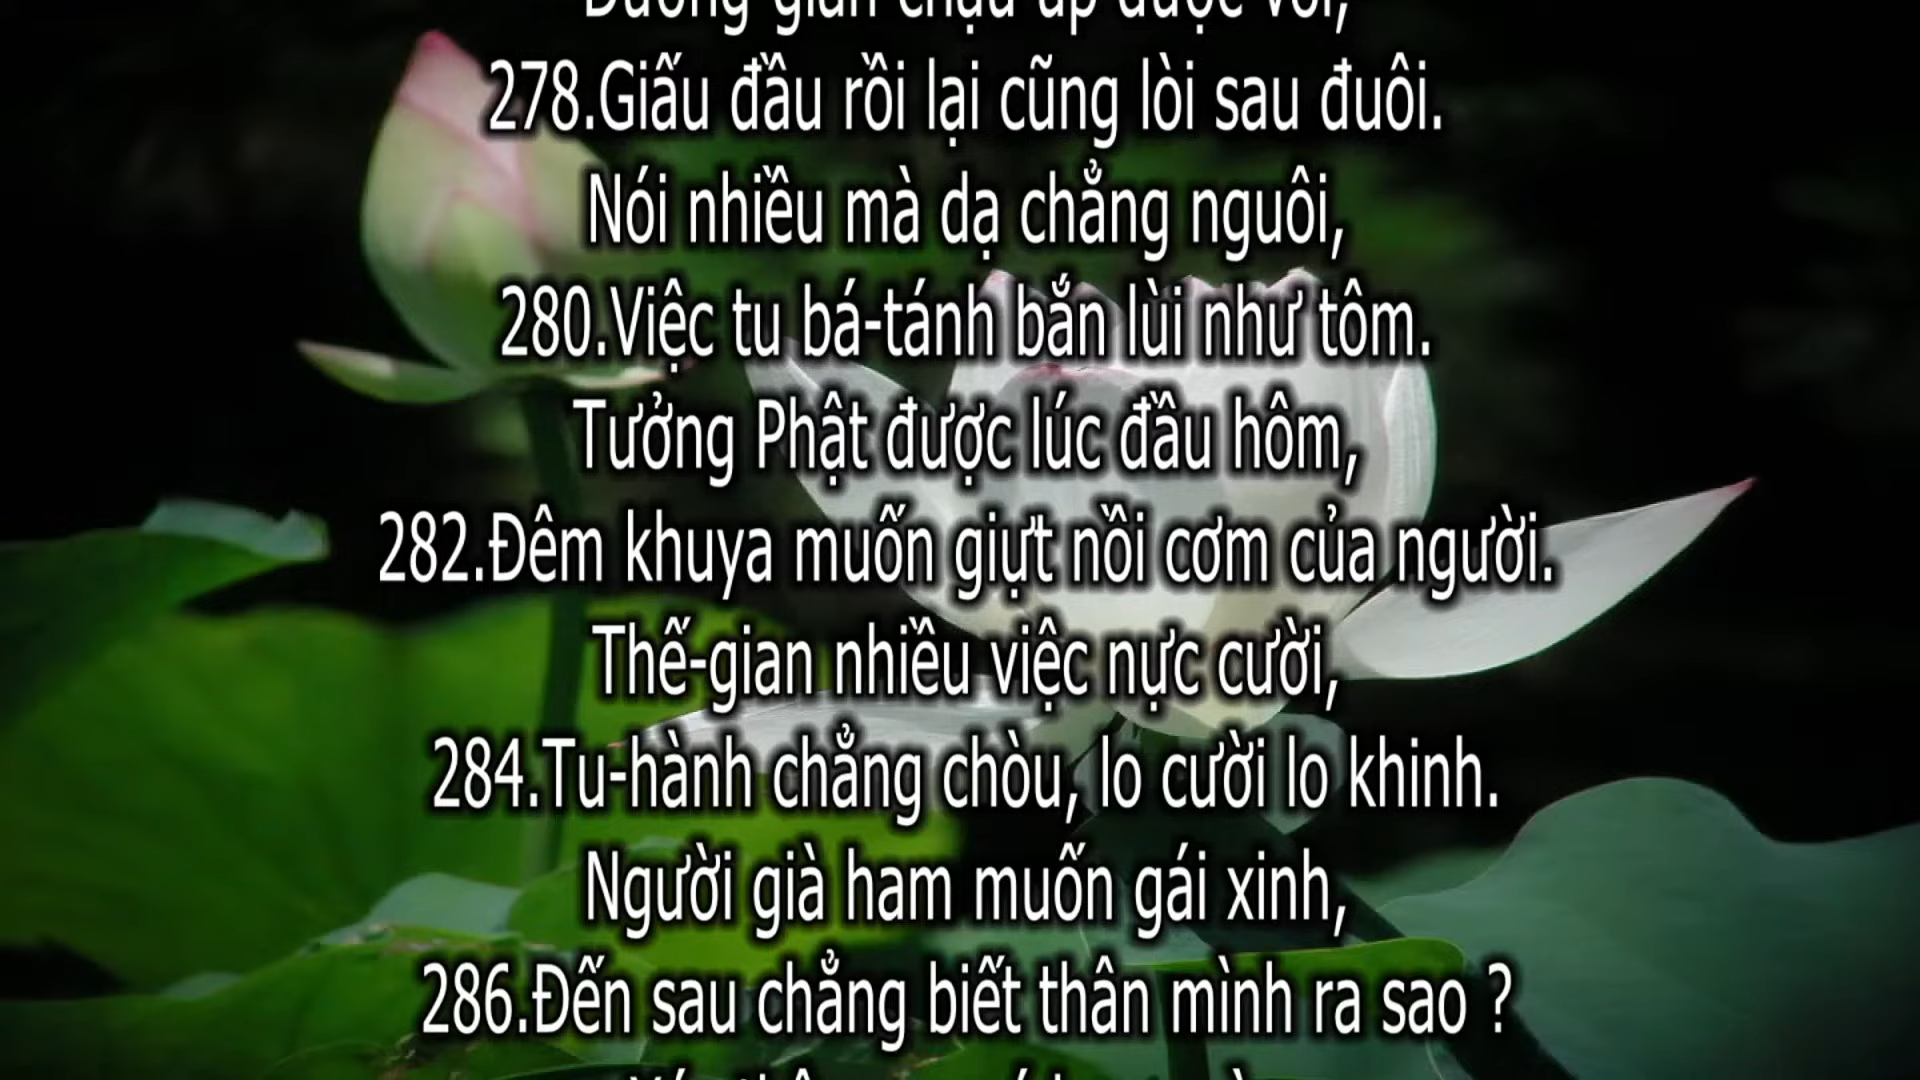 278.Giấu đầu rồi lại cũng lòi sau đuôi.
Nói nhiều mà dạ chẳng nguôi,
280.Việc tu bá-tánh bắn lùi như tôm.
Tưởng Phật được lúc đầu hôm,
282.Đêm khuya muốn giựt nồi cơm của người.
Thế-gian nhiều việc nực cười,
284.Tu-hành chẳng chòu, lo cười lo khinh.
Người già ham muốn gái xinh,
286.Đến sau chẳng biết thân mình ra sao ?